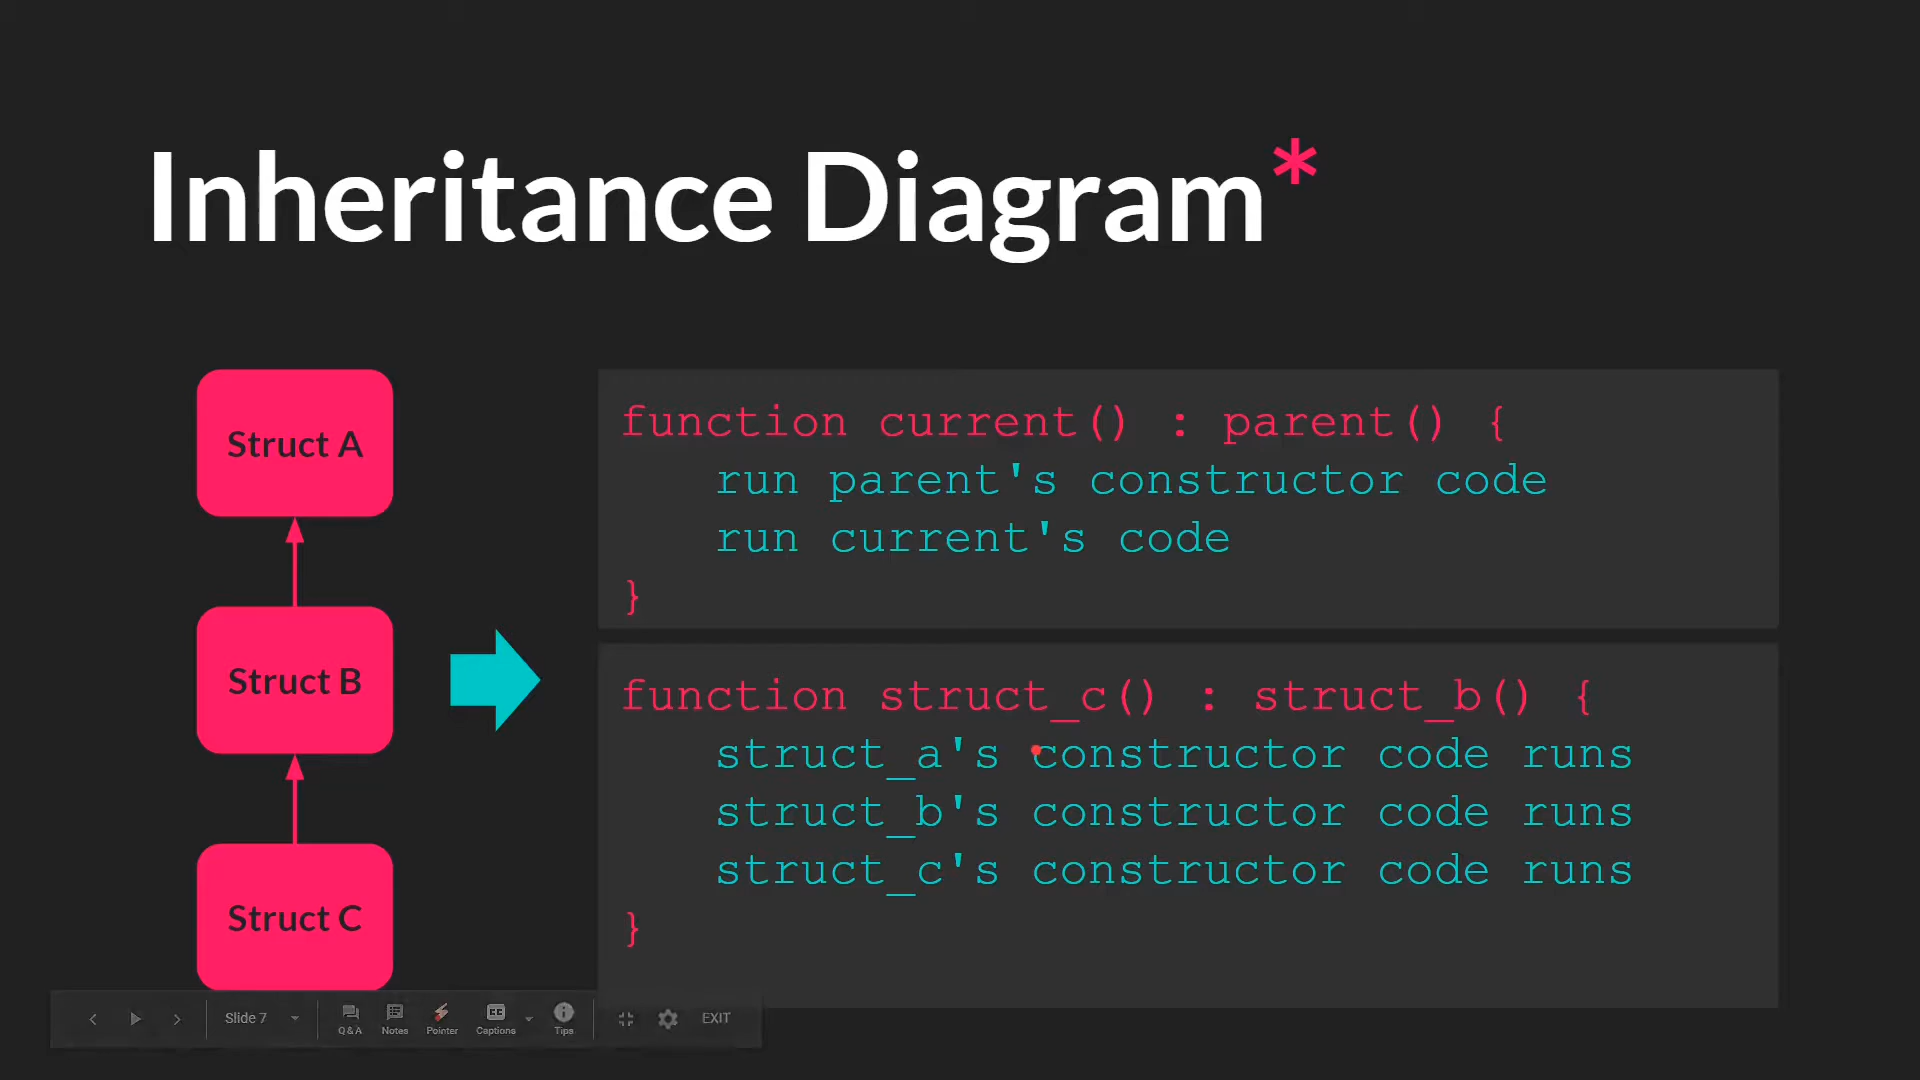 Inheritance Diagram*
Struct A
Struct B
Struct C
function current() : parent() {
run parent's constructor code
run current's code
}
function struct_c() : struct_b() {
struct_a's constructor code runs
struct_b's constructor code runs
struct_c's constructor code runs
}
Slide 7
Q&A
Notes
Pointer
CC
Captions
Tips
EXIT